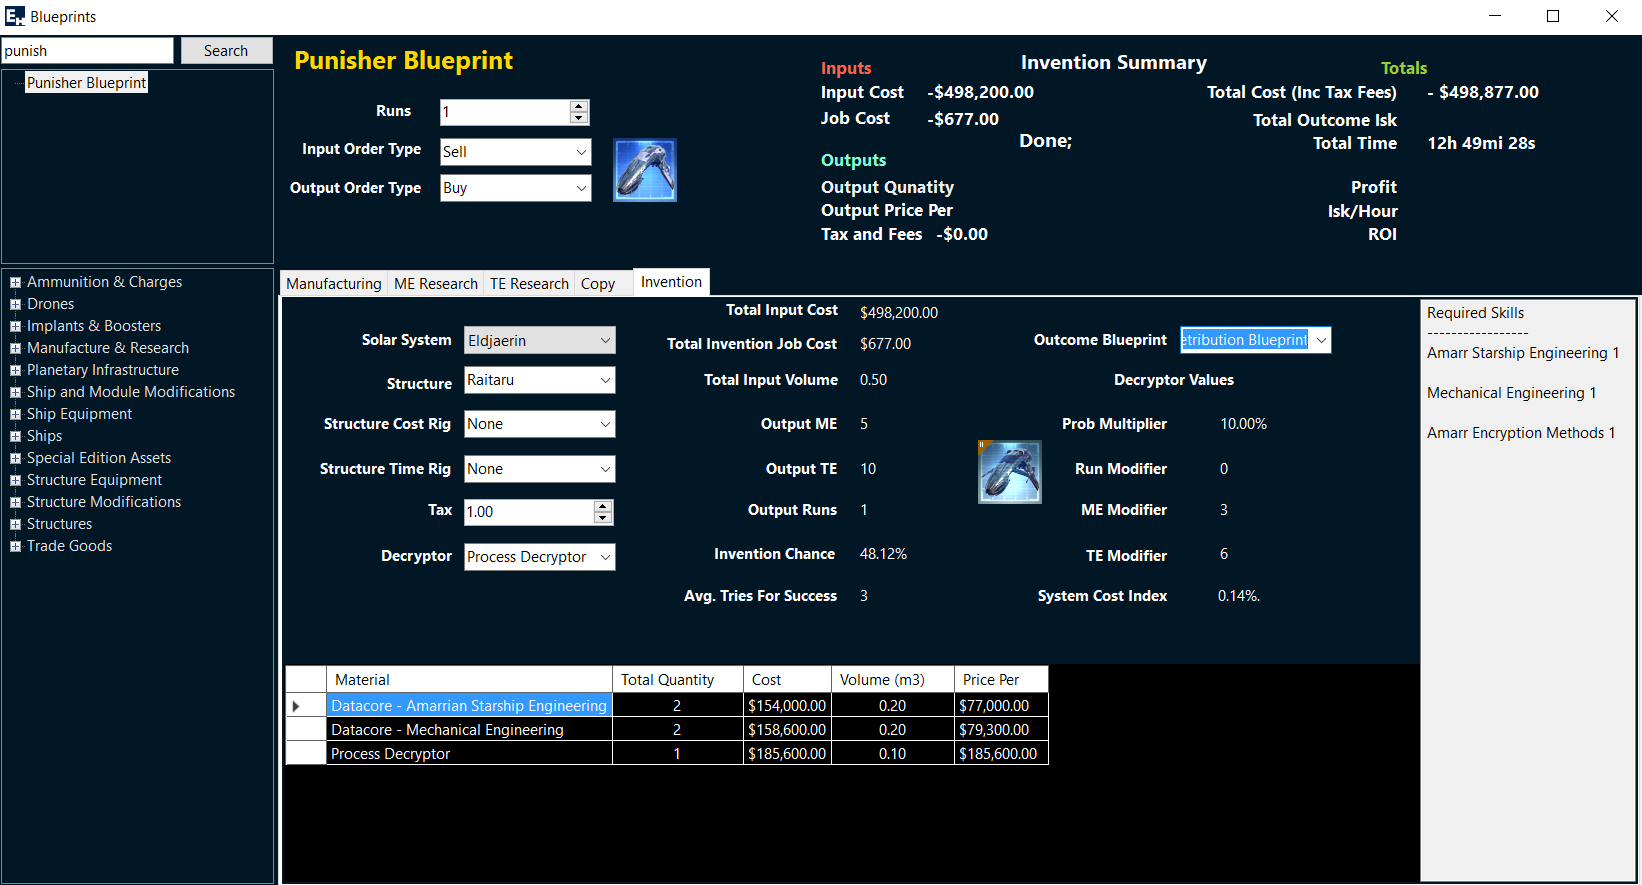 EH Blueprints
punish
Search
Punisher Blueprint
Ammunition & Charges
Drones
Implants & Boosters
Manufacture & Research
Planetary Infrastructure
Ship and Module Modifications
Ship Equipment
Ships
Special Edition Assets
Structure Equipment
Structure Modifications
Structures
Trade Goods
Punisher Blueprint
Runs 1
Input Order Type Sell
Output Order Type Buy
Invention Summary
Inputs
Input Cost -$498,200.00
Job Cost -$677.00
Done;
Outputs
Output Qunatity
Output Price Per
Tax and Fees -$0.00
Totals
Total Cost (Inc Tax Fees) - $498,877.00
Total Outcome Isk
Total Time 12h 49mi 28s
Profit
Isk/Hour
ROI
Manufacturing ME Research TE Research Copy Invention
Solar System Eldjaerin
Structure Raitaru
Structure Cost Rig None
Structure Time Rig None
Tax 1.00
Decryptor Process Decryptor
Total Input Cost $498,200.00
Total Invention Job Cost $677.00
Total Input Volume 0.50
Output ME 5
Output TE 10
Output Runs 1
Invention Chance 48.12%
Avg. Tries For Success 3
Outcome Blueprint etribution Blueprint
Decryptor Values
II
Prob Multiplier 10.00%
Run Modifier 0
ME Modifier 3
TE Modifier 6
System Cost Index 0.14%.
Required Skills
-----------------
Amarr Starship Engineering 1
Mechanical Engineering 1
Amarr Encryption Methods 1
Material Total Quantity Cost Volume (m3) Price Per
Datacore - Amarrian Starship Engineering 2 $154,000.00 0.20 $77,000.00
Datacore - Mechanical Engineering 2 $158,600.00 0.20 $79,300.00
Process Decryptor 1 $185,600.00 0.10 $185,600.00